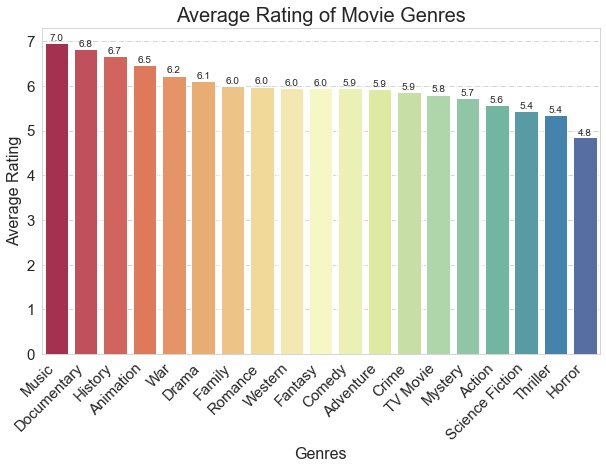 Average Rating of Movie Genres
Average Rating
7
6
5
4
3
2
1
0
7.0
6.8
6.7
6.5
6.2
6.1
6.0
6.0
6.0
6.0
5.9
5.9
5.9
5.8
5.7
5.6
5.4
5.4
4.8
Music
Documentary
History
Animation
War
Drama
Family
Romance
Western
Fantasy
Comedy
Adventure
Crime
TV Movie
Mystery
Action
Science Fiction
Thriller
Horror
Genres